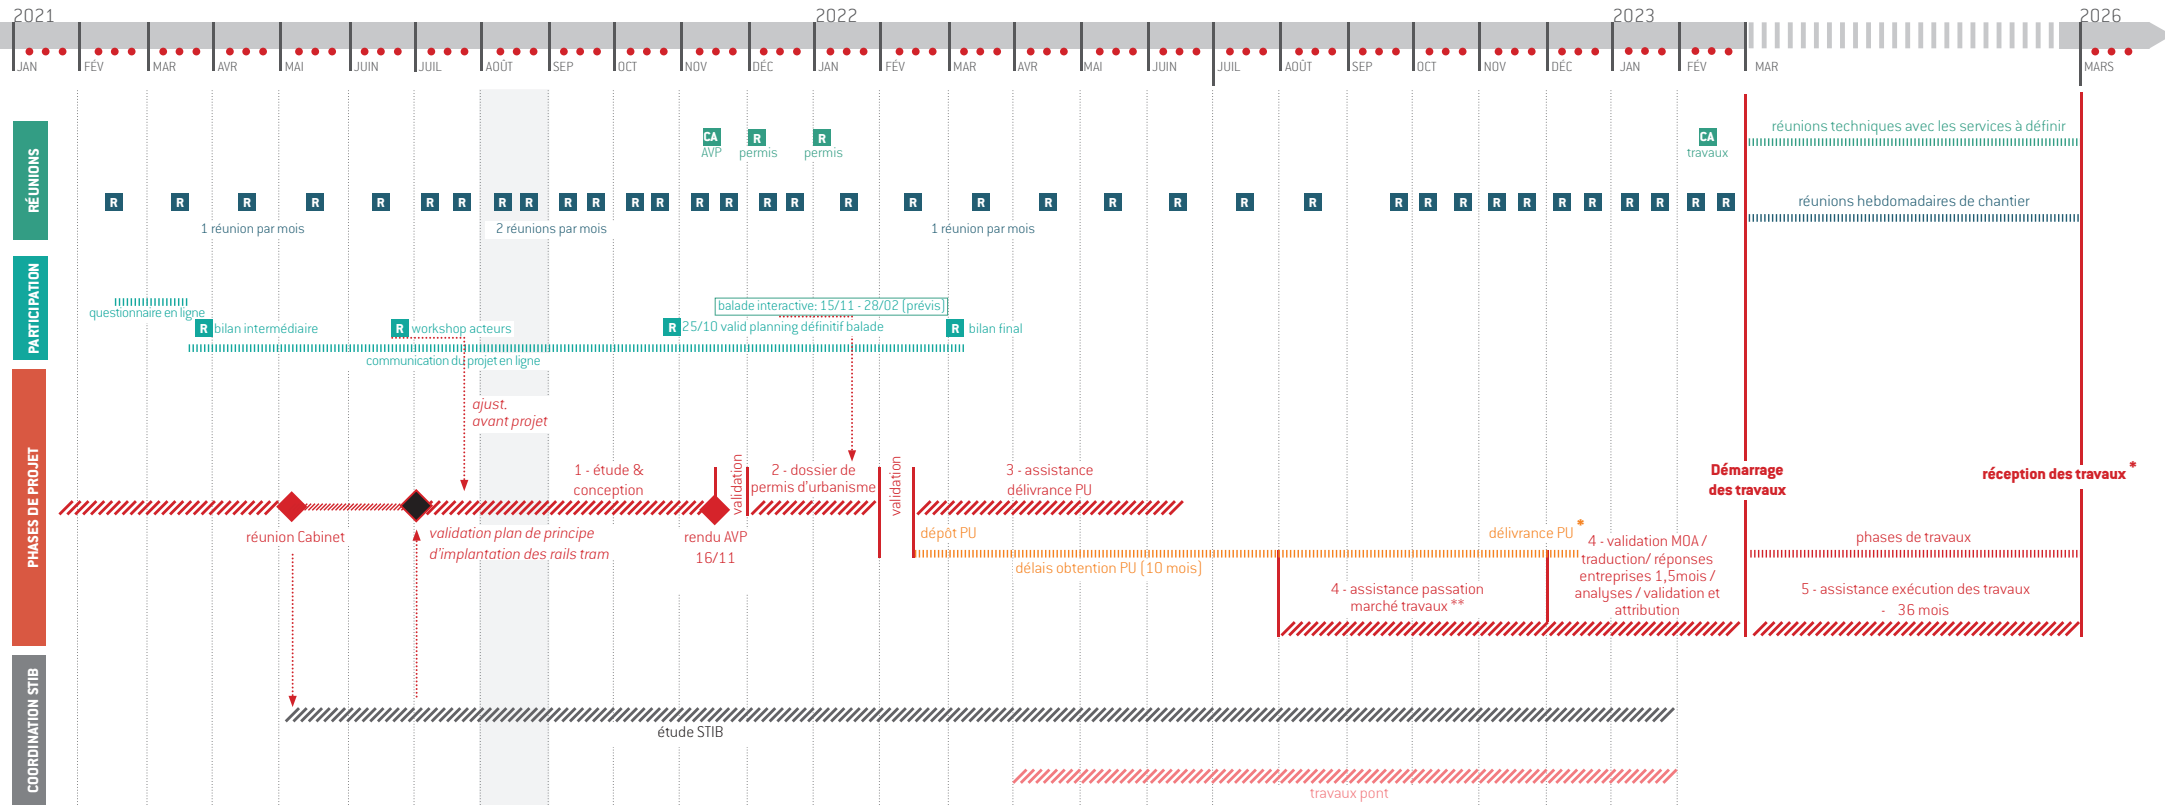 2021
2022
2023
2026
JAN
FÉV
MAR
AVR
MAI
JUIN
JUIL
AOÛT
SEP
OCT
NOV
DÉC
JAN
FÉV
MAR
AVR
MAI
JUIN
JUIL
AOÛT
SEP
OCT
NOV
DÉC
JAN
FÉV
MAR
MARS
RÉUNIONS
CA
AVP
R
permis
R
permis
CA
travaux
réunions techniques avec les services à définir
R R R R R R R R R R R R R R R R R R R R R R R R R R R R R R R R R R R R
réunions hebdomadaires de chantier
1 réunion par mois
2 réunions par mois
1 réunion par mois
PARTICIPATION
questionnaire en ligne
R bilan intermédiaire
R workshop acteurs
balade interactive: 15/11 - 28/02 (prévis)
R 25/10 valid planning définitif balade
R bilan final
communication du projet en ligne
PHASES DE PROJET
ajust.
avant projet
1 - étude &
conception
validation
2 - dossier de
permis d'urbanisme
validation
3 - assistance
délivrance PU
Démarrage
des travaux
réception des travaux *
réunion Cabinet
validation plan de principe
d'implantation des rails tram
rendu AVP
16/11
dépôt PU
délais obtention PU (10 mois)
délivrance PU *
4 - assistance passation
marché travaux **
4 - validation MOA /
traduction/ réponses
entreprises 1,5mois /
analyses / validation et
attribution
phases de travaux
5 - assistance exécution des travaux
- 36 mois
COORDINATION STIB
étude STIB
travaux pont